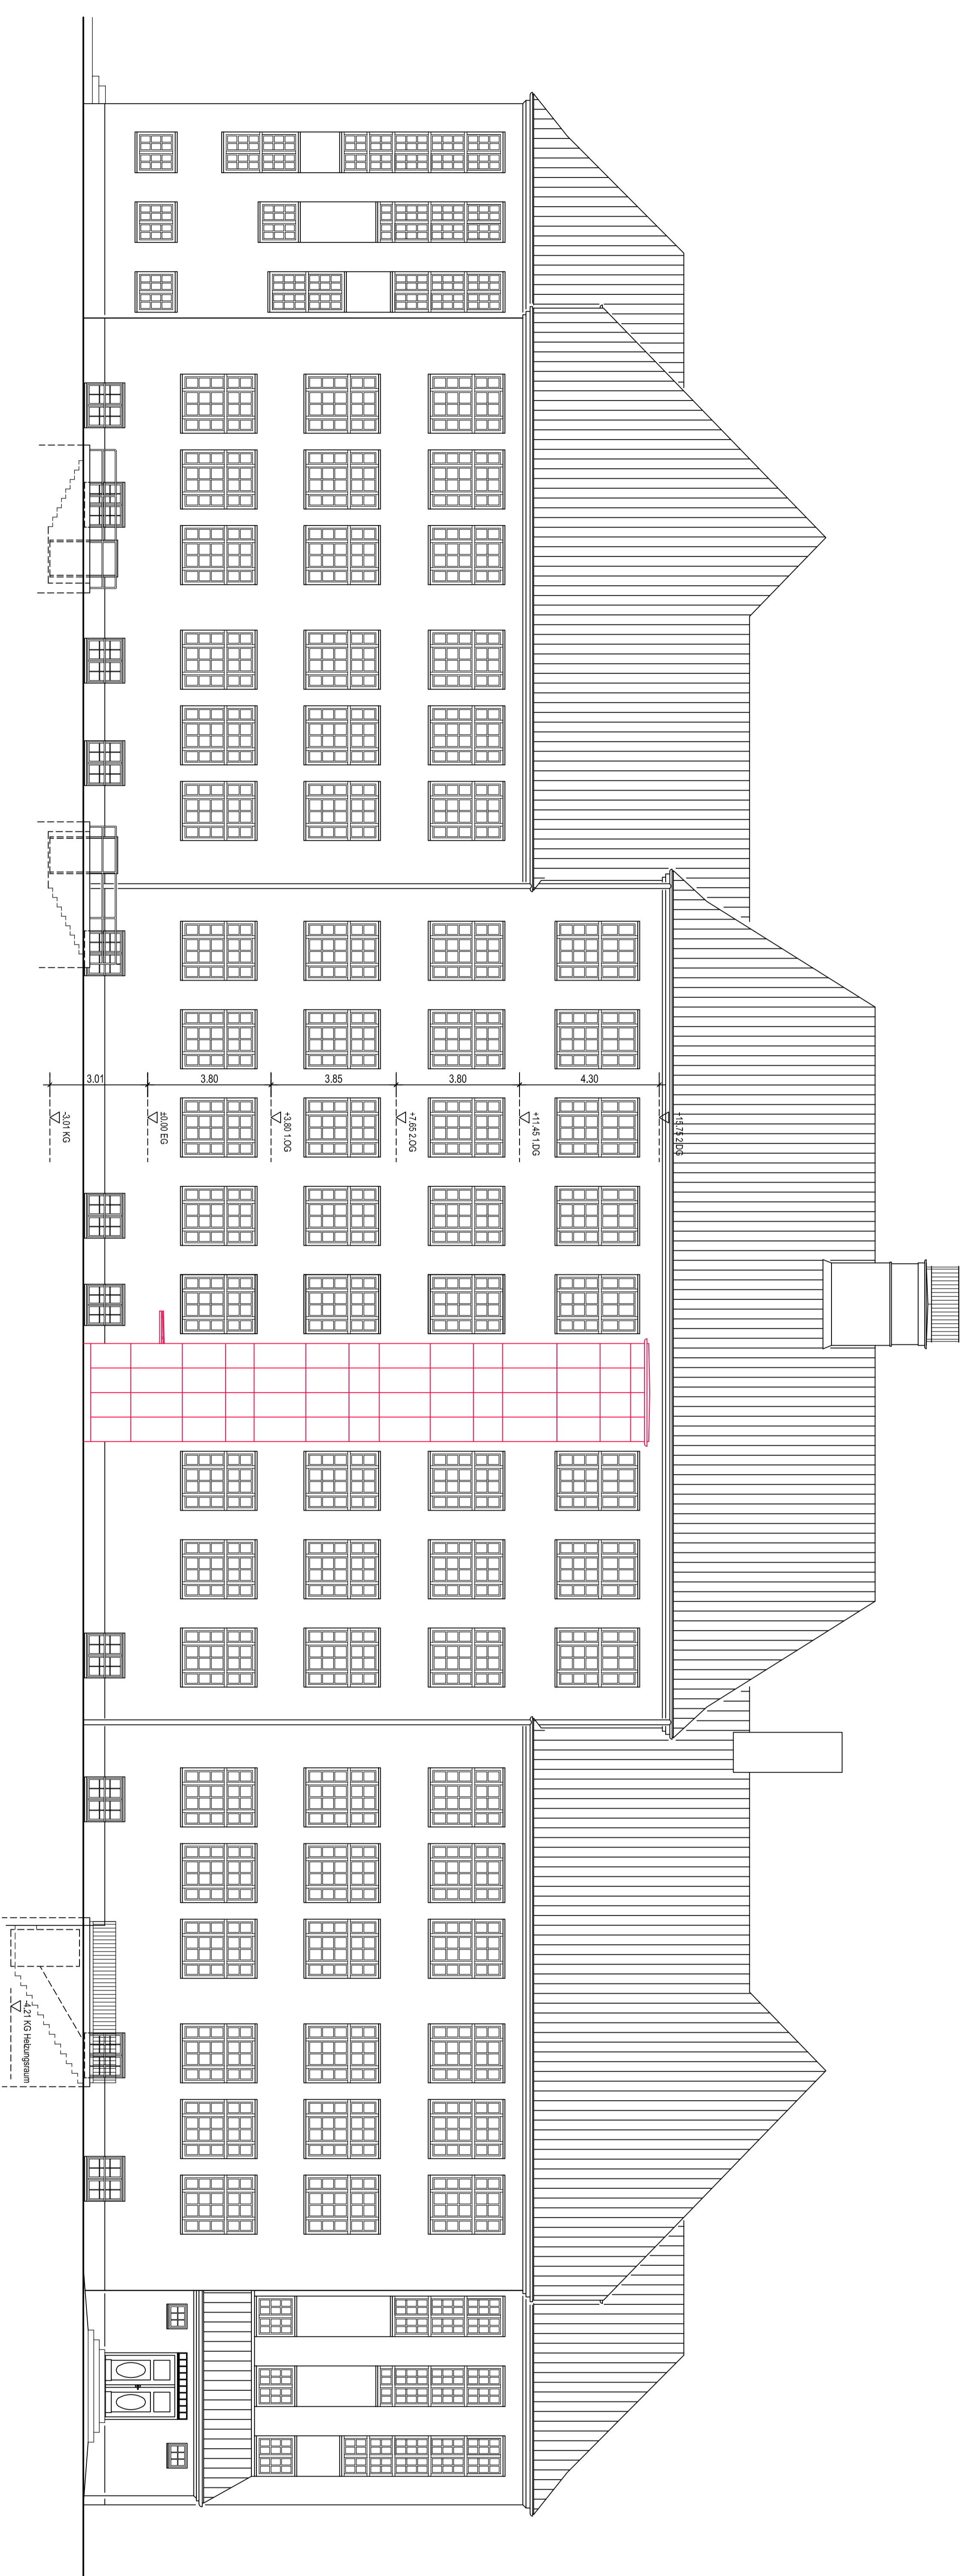 3.01
3.80
3.85
3.80
4.30
-3.01 KG
±0.00 EG
+3.80 1.OG
+7.65 2.OG
+11.45 1.DG
+15.75 2.DG
-4.21 KG Heizungsraum